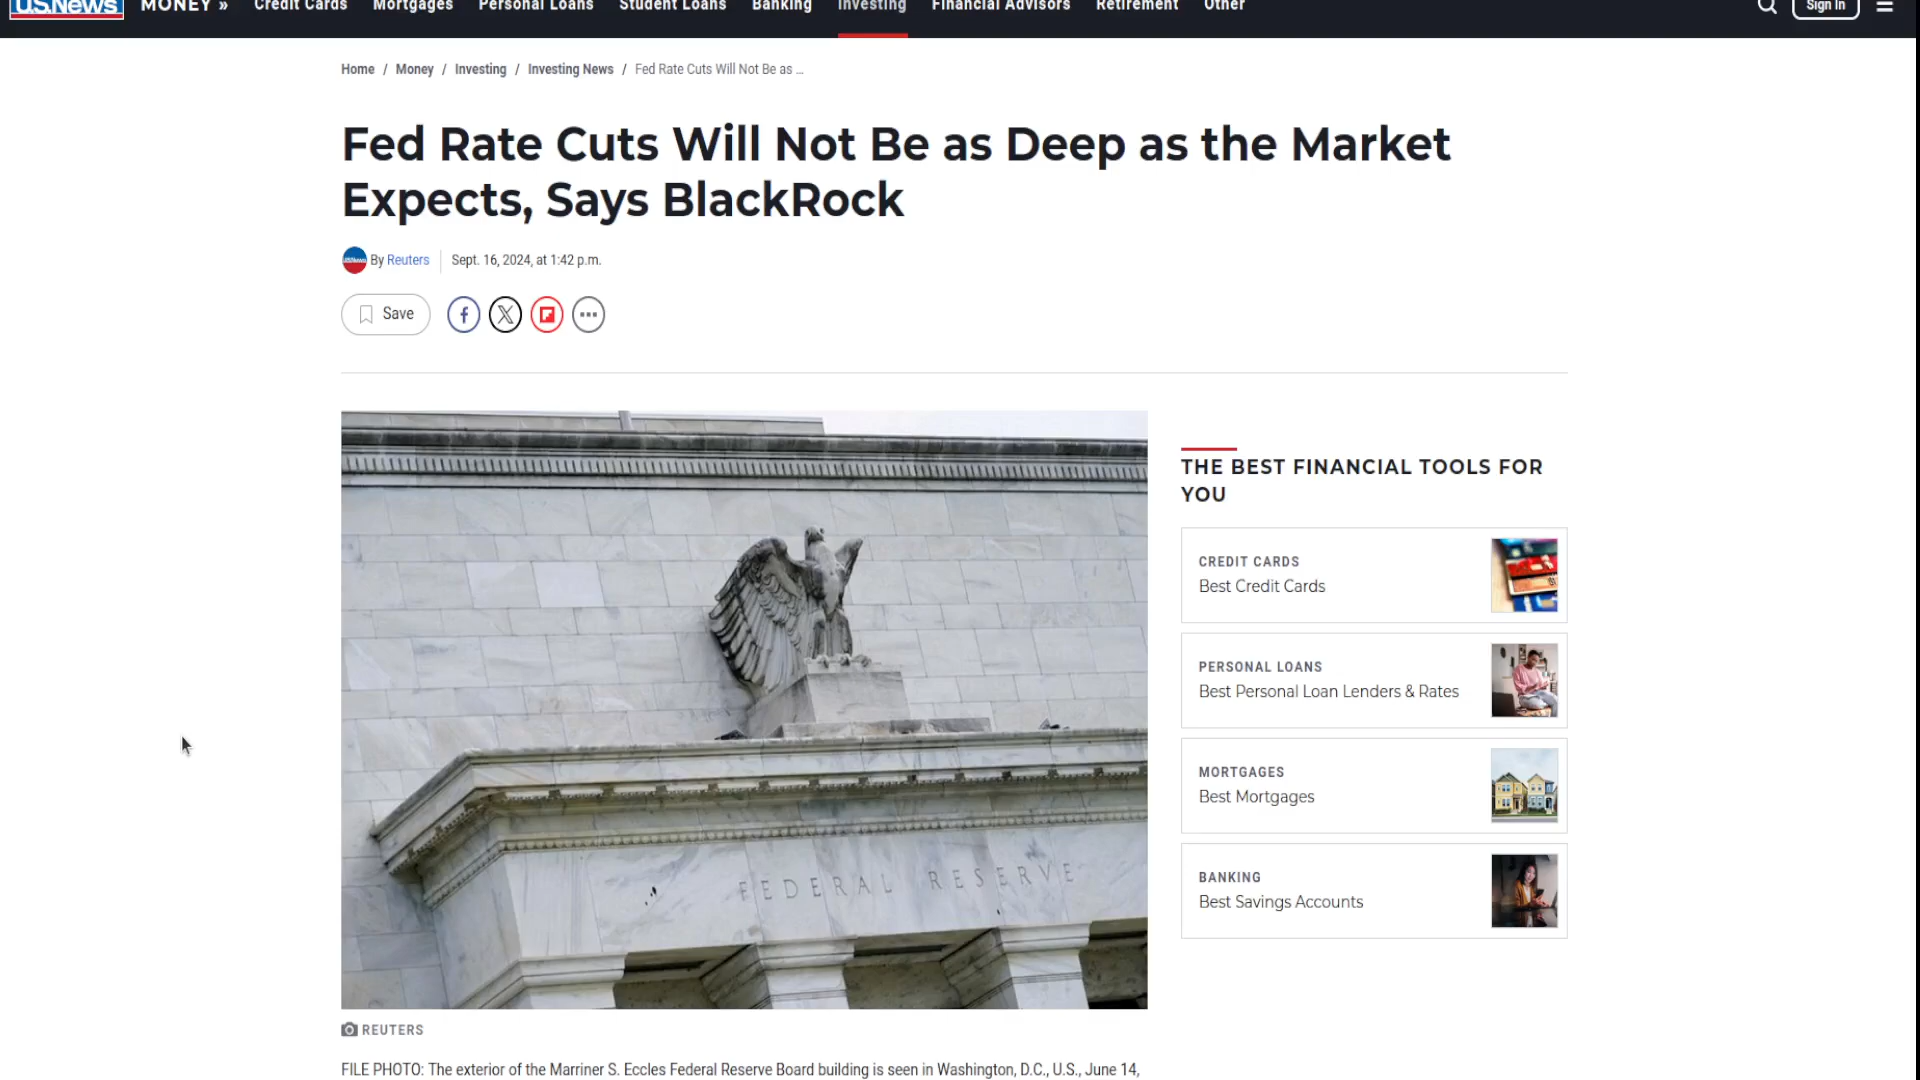 U.S.News MONEY » Credit Cards Mortgages Personal Loans Student Loans Banking Investing Financial Advisors Retirement Other Sign In
Home / Money / Investing / Investing News / Fed Rate Cuts Will Not Be as ...
Fed Rate Cuts Will Not Be as Deep as the Market
Expects, Says BlackRock
By Reuters Sept. 16, 2024, at 1:42 p.m.
Save
THE BEST FINANCIAL TOOLS FOR
YOU
CREDIT CARDS
Best Credit Cards
PERSONAL LOANS
Best Personal Loan Lenders & Rates
MORTGAGES
Best Mortgages
BANKING
Best Savings Accounts
FEDERAL RESERVE
REUTERS
FILE PHOTO: The exterior of the Marriner S. Eccles Federal Reserve Board building is seen in Washington, D.C., U.S., June 14,